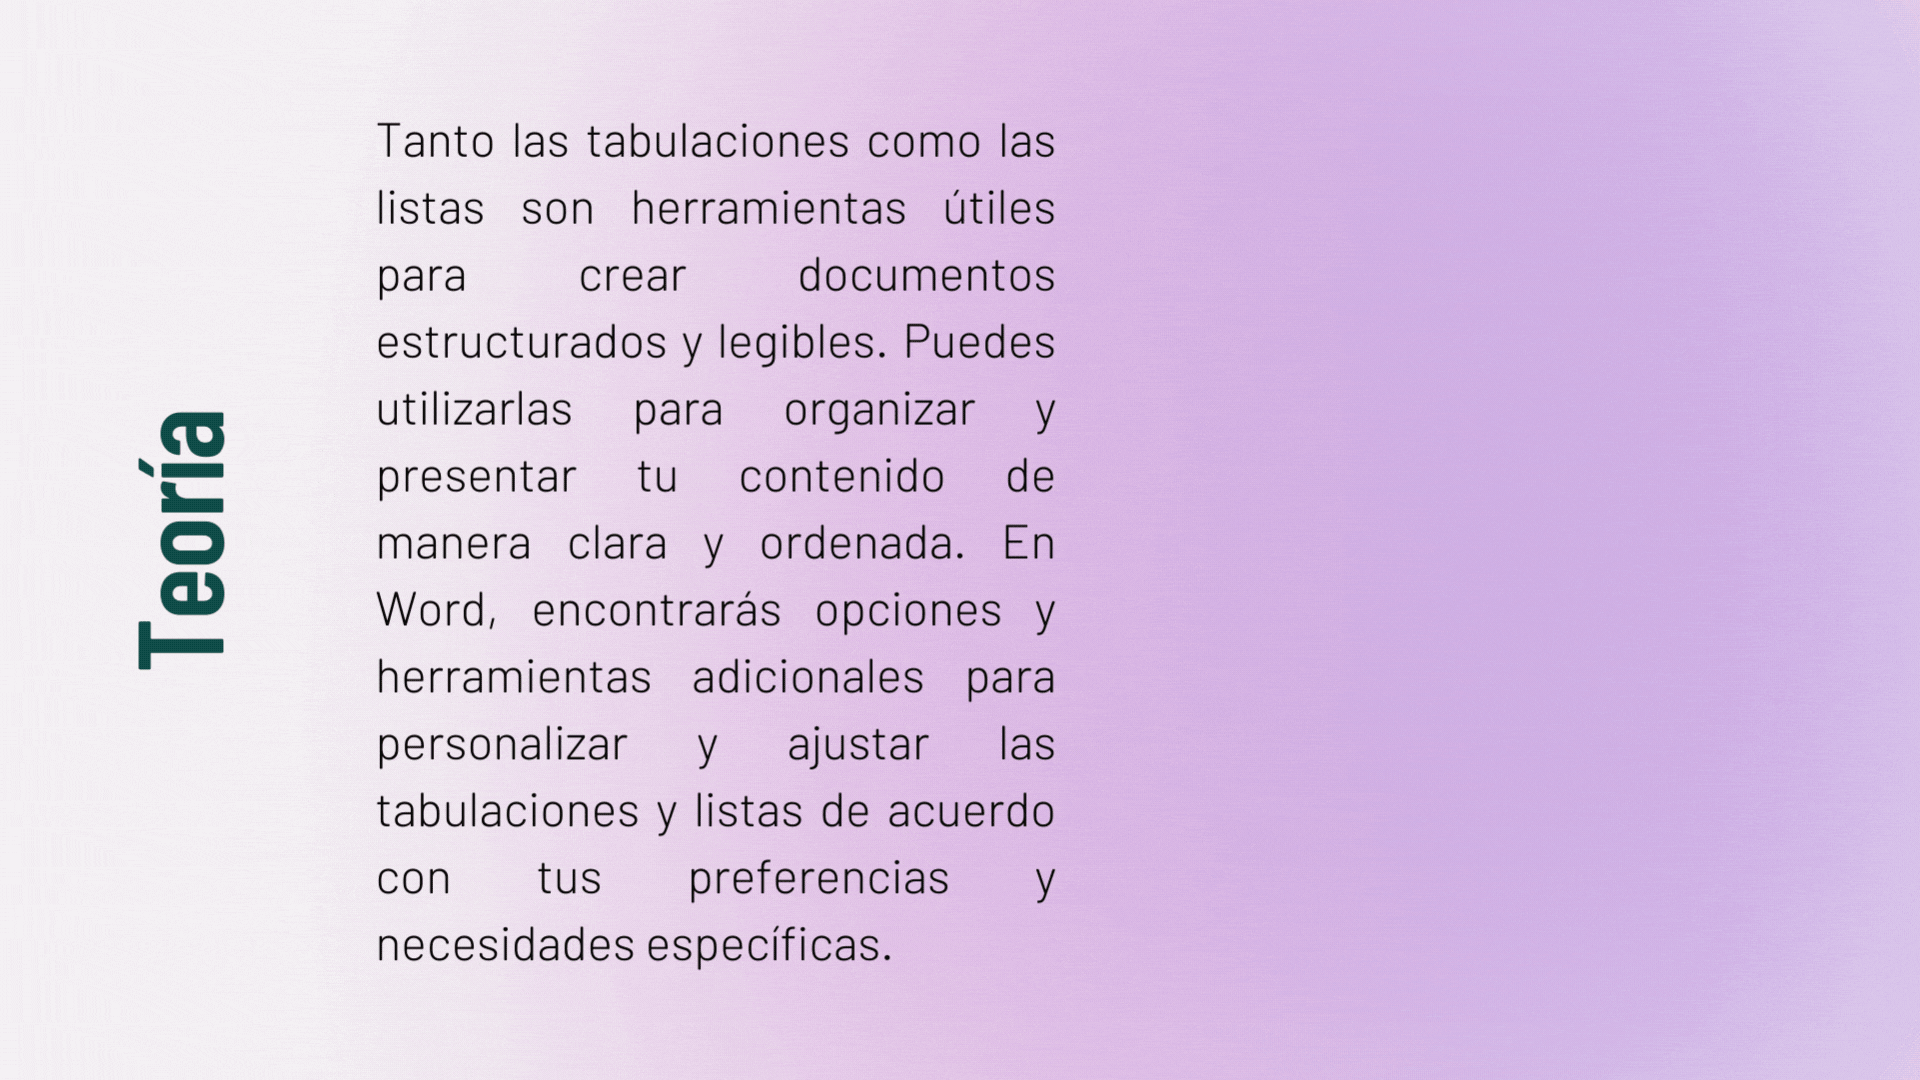 Teoría
Tanto las tabulaciones como las
listas son herramientas útiles
para crear documentos
estructurados y legibles. Puedes
utilizarlas para organizar y
presentar tu contenido de
manera clara y ordenada. En
Word, encontrarás opciones y
herramientas adicionales para
personalizar y ajustar las
tabulaciones y listas de acuerdo
con tus preferencias y
necesidades específicas.